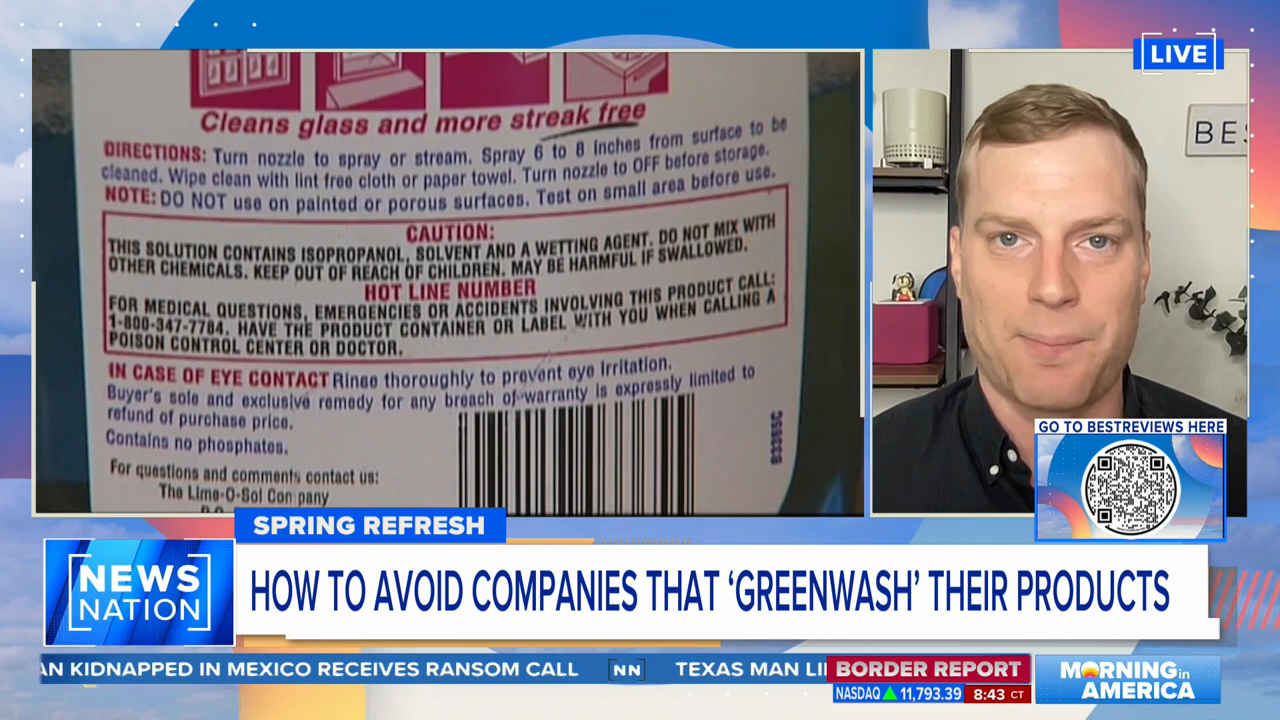 LIVE
BE
Cleans glass and more streak free
DIRECTIONS: Turn nozzle to spray or stream. Spray 6 to 8 inches from surface to be
cleaned. Wipe clean with lint free cloth or paper towel. Turn nozzle to OFF before storage.
NOTE: DO NOT use on painted or porous surfaces. Test on small area before use.
CAUTION:
THIS SOLUTION CONTAINS ISOPROPANOL, SOLVENT AND A WETTING AGENT. DO NOT MIX WITH
OTHER CHEMICALS. KEEP OUT OF REACH OF CHILDREN. MAY BE HARMFUL IF SWALLOWED.
HOT LINE NUMBER
FOR MEDICAL QUESTIONS, EMERGENCIES OR ACCIDENTS INVOLVING THIS PRODUCT CALL:
1-800-347-7784, HAVE THE PRODUCT CONTAINER OR LABEL WITH YOU WHEN CALLING A
POISON CONTROL CENTER OR DOCTOR.
IN CASE OF EYE CONTACT Rinse thoroughly to prevent eye irritation.
Buyer's sole and exclusive remedy for any breach of warranty is expressly limited to
refund of purchase price.
Contains no phosphates.
For questions and comments contact us:
The Lime-O-Sol Company
GO TO BESTREVIEWS HERE
SPRING REFRESH
NEWS
NATION
HOW TO AVOID COMPANIES THAT ‘GREENWASH’ THEIR PRODUCTS
AN KIDNAPPED IN MEXICO RECEIVES RANSOM CALL NN TEXAS MAN LI
BORDER REPORT
NASDAQ 11,793.39 8:43 CT
MORNING in
AMERICA